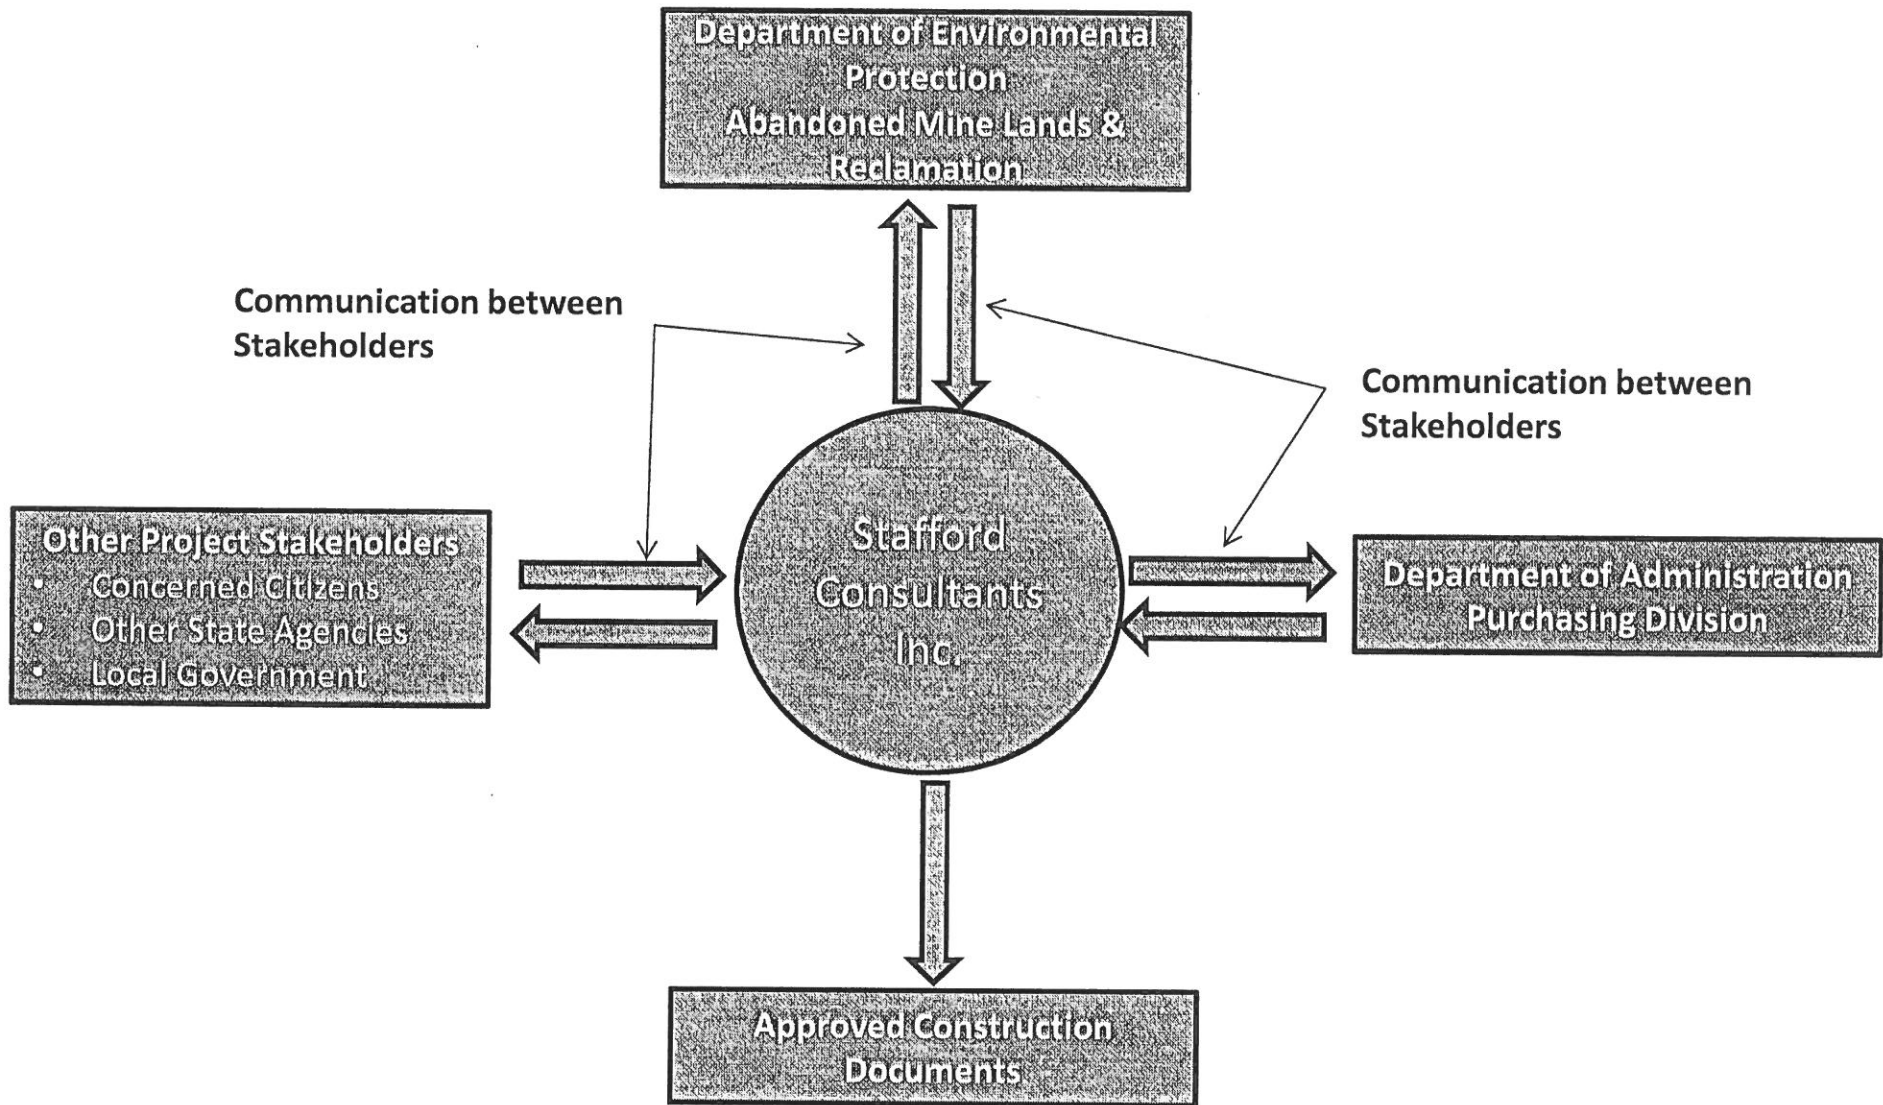 Department of Environmental
Protection
Abandoned Mine Lands &
Reclamation
Communication between
Stakeholders
Communication between
Stakeholders
Other Project Stakeholders
• Concerned Citizens
• Other State Agencies
• Local Government
Stafford
Consultants
Inc.
Department of Administration
Purchasing Division
Approved Construction
Documents